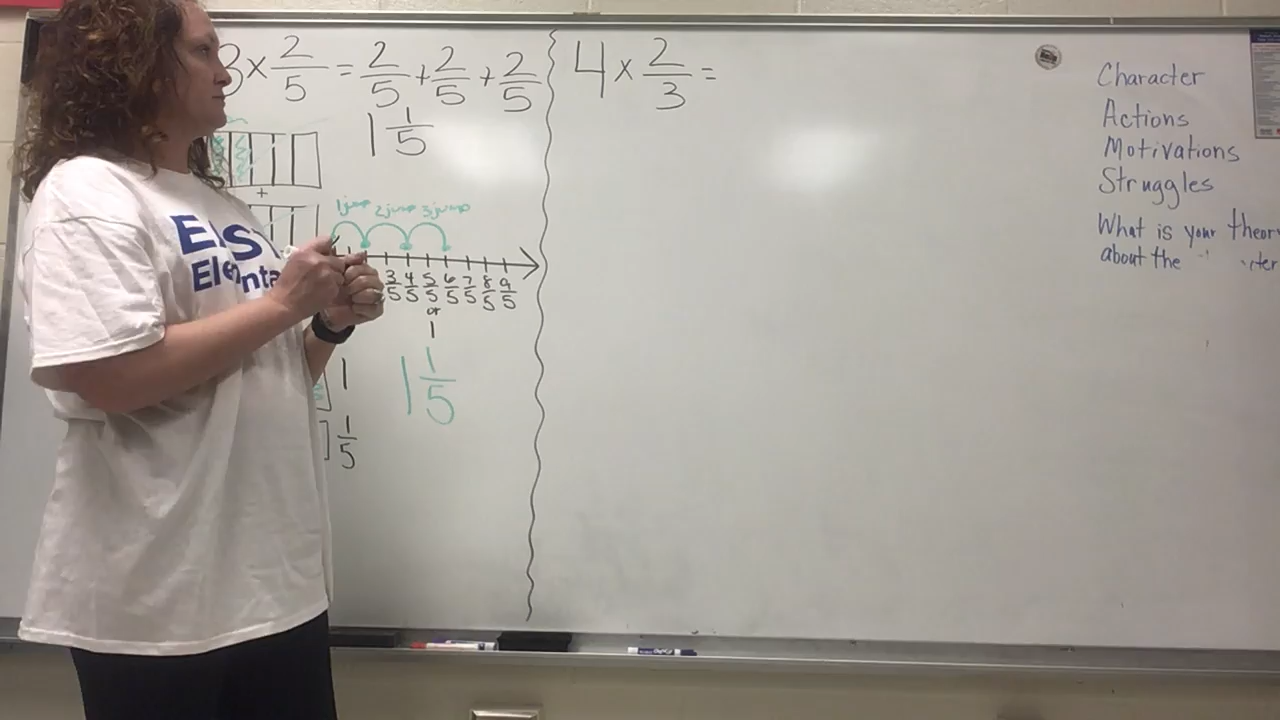 3 × 2/5 = 2/5 + 2/5 + 2/5
1 1/5
+
1 jump 2 jump 3 jump
3/5 4/5 5/5 6/5 7/5 8/5 9/5
or
1
1 1/5
1
1/5
4 × 2/3 =
Character
Actions
Motivations
Struggles
What is your theory
about the